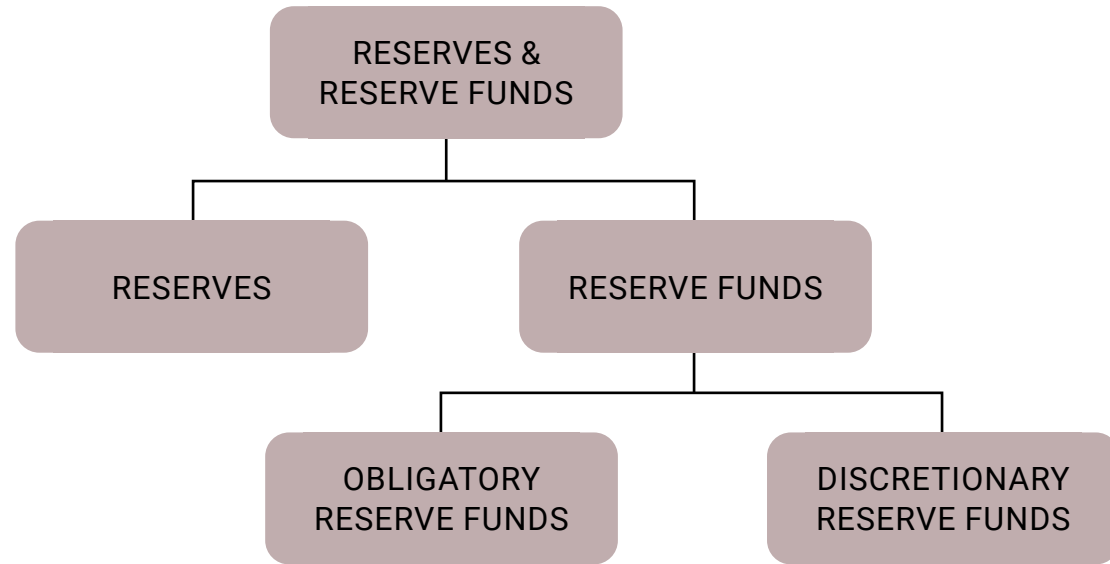 RESERVES &
RESERVE FUNDS
RESERVES
RESERVE FUNDS
OBLIGATORY
RESERVE FUNDS
DISCRETIONARY
RESERVE FUNDS